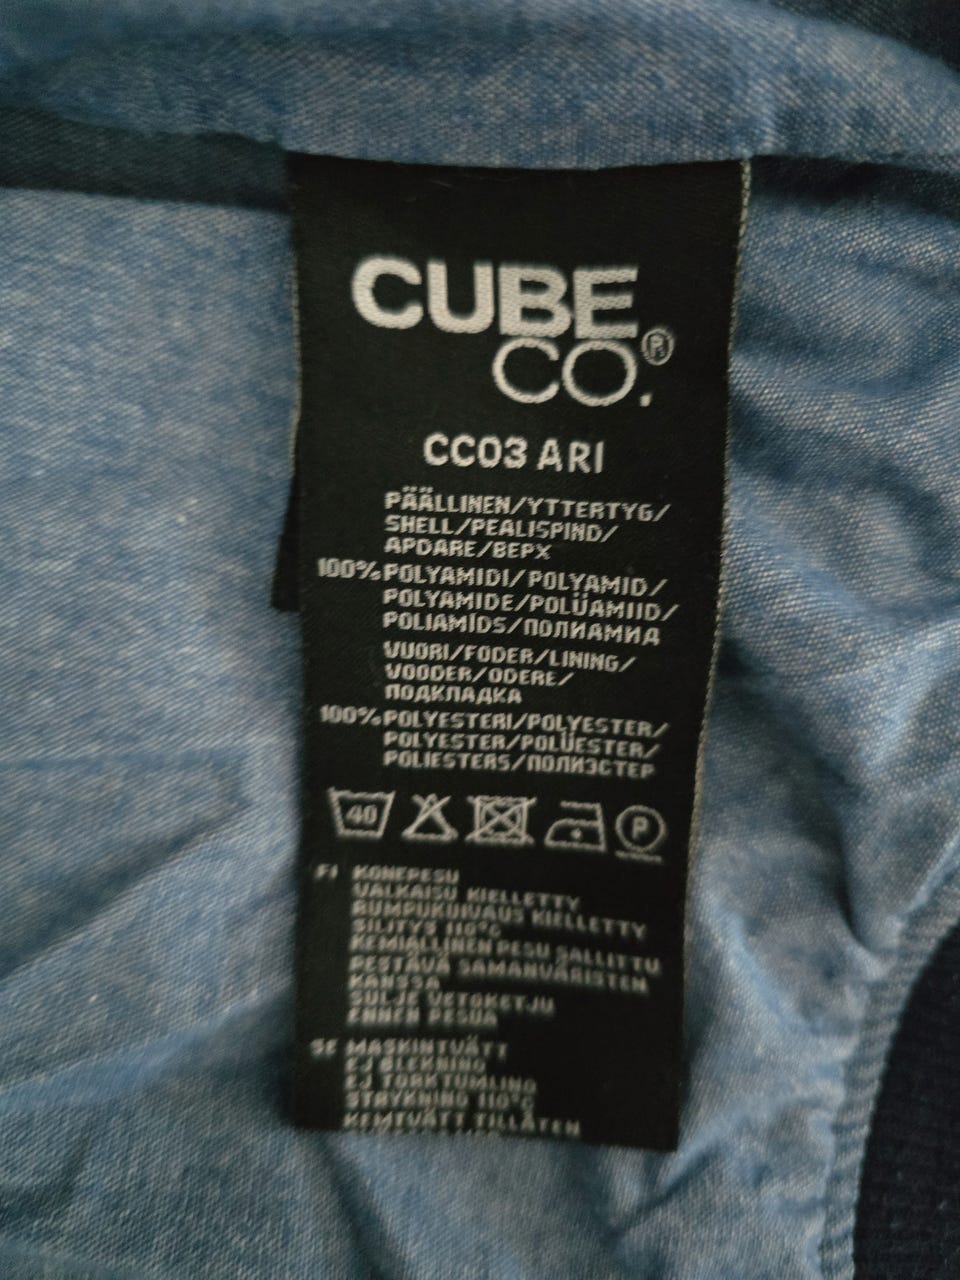 CUBE
CO.®
CC03 ARI
PÄÄLLINEN/YTTERTYG/
SHELL/PEALISPIND/
APDARE/ВЕРХ
100% POLYAMIDI/POLYAMID/
POLYAMIDE/POLÜAMIID/
POLIAMĪDS/ПОЛИАМИД
VUORI/FODER/LINING/
VOODER/ODERE/
ПОДКЛАДКА
100% POLYESTERI/POLYESTER/
POLYESTER/POLÜESTER/
POLIESTERS/ПОЛИЭСТЕР
40 P
FI KONEPESU
VALKAISU KIELLETTY
RUMPUKUIVAUS KIELLETTY
SILITYS 110°C
KEMIALLINEN PESU SALLITTU
PESTÄVÄ SAMANVÄRISTEN
KANSSA
SULJE VETOKETJU
ENNEN PESUA
SE MASKINTVÄTT
EJ BLEKNING
EJ TORKTUMLING
STRYKNING 110°C
KEMTVÄTT TILLÅTEN